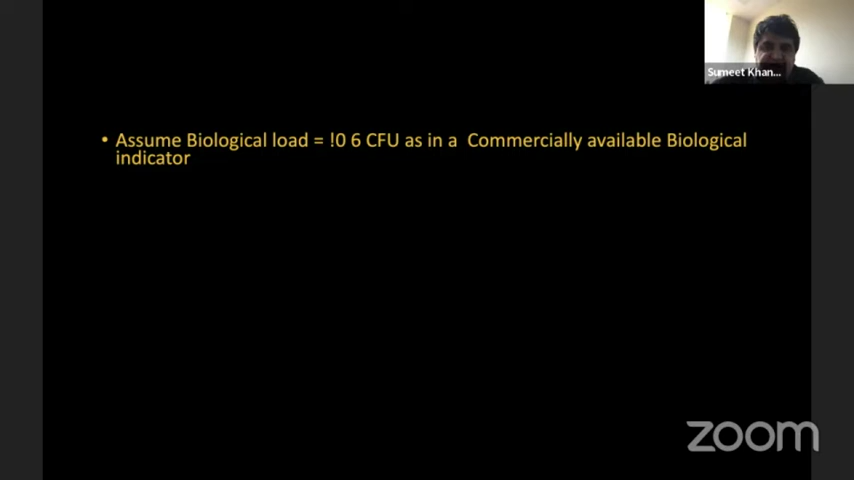 Sumeet Khan...
• Assume Biological load = !0 6 CFU as in a Commercially available Biological
indicator
zoom